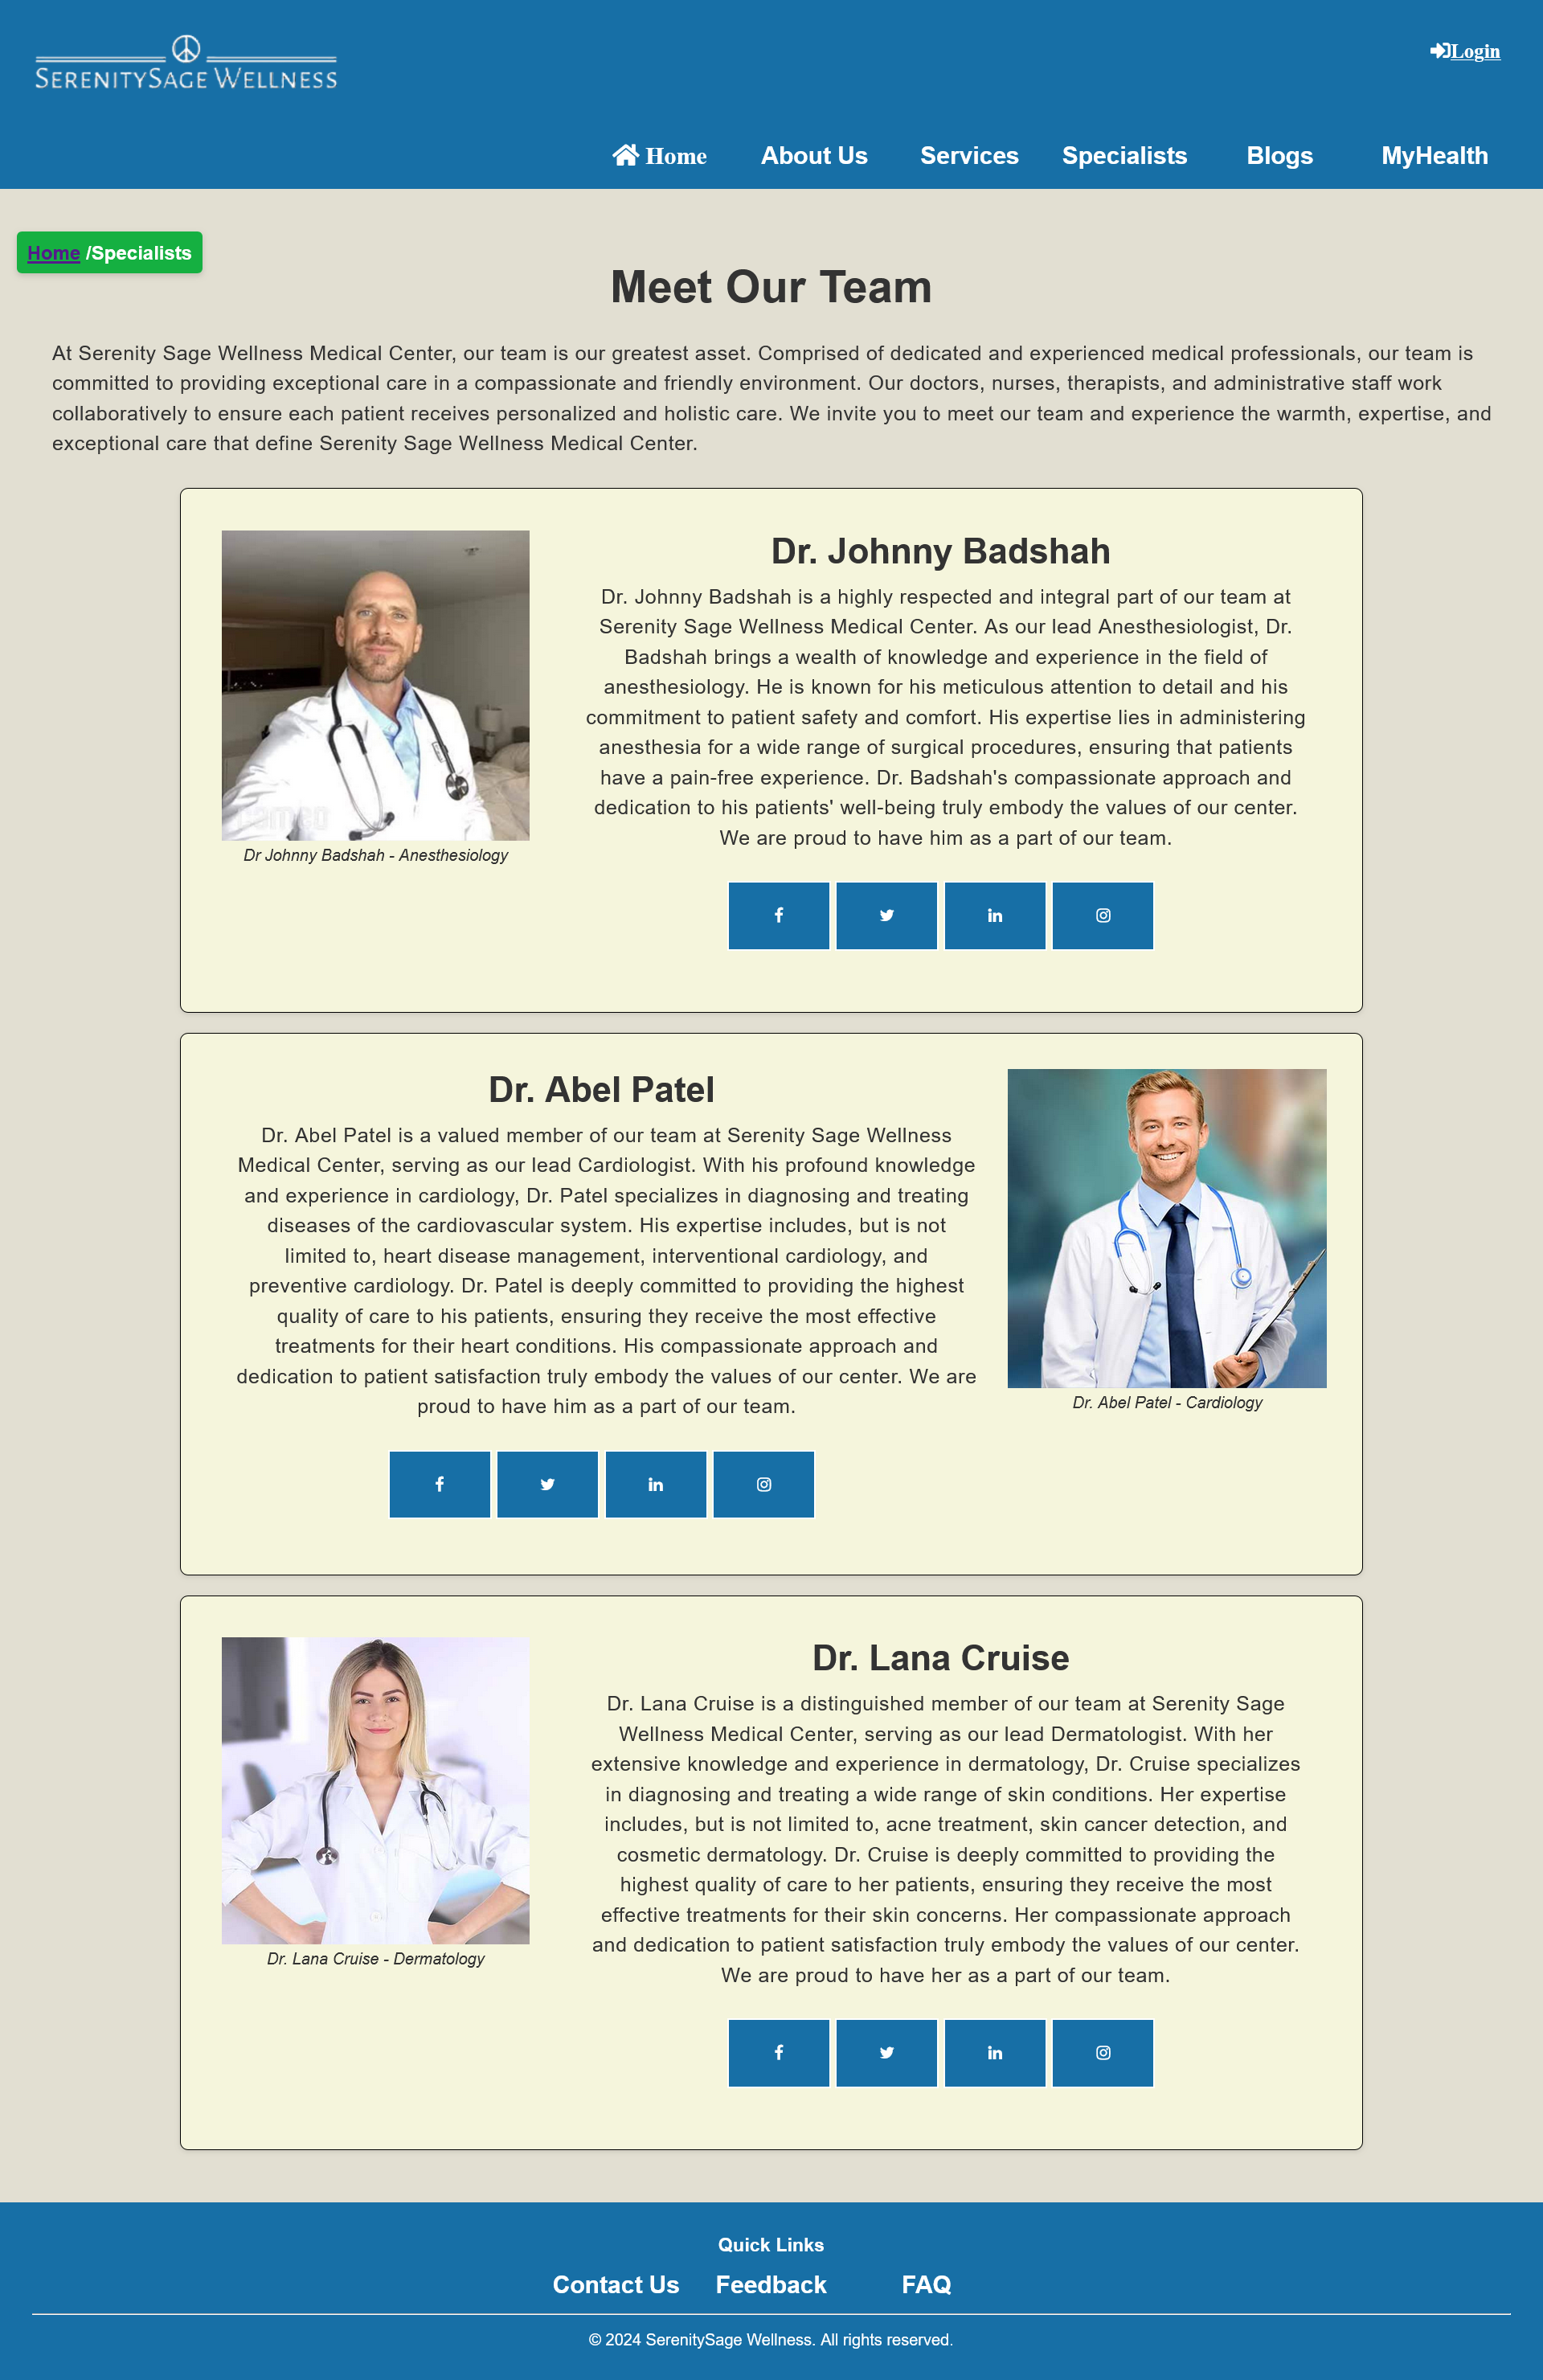 SERENITYSAGE WELLNESS
Login
Home
About Us
Services
Specialists
Blogs
MyHealth
Home /Specialists
Meet Our Team
At Serenity Sage Wellness Medical Center, our team is our greatest asset. Comprised of dedicated and experienced medical professionals, our team is
committed to providing exceptional care in a compassionate and friendly environment. Our doctors, nurses, therapists, and administrative staff work
collaboratively to ensure each patient receives personalized and holistic care. We invite you to meet our team and experience the warmth, expertise, and
exceptional care that define Serenity Sage Wellness Medical Center.
cameo
Dr Johnny Badshah - Anesthesiology
Dr. Johnny Badshah
Dr. Johnny Badshah is a highly respected and integral part of our team at
Serenity Sage Wellness Medical Center. As our lead Anesthesiologist, Dr.
Badshah brings a wealth of knowledge and experience in the field of
anesthesiology. He is known for his meticulous attention to detail and his
commitment to patient safety and comfort. His expertise lies in administering
anesthesia for a wide range of surgical procedures, ensuring that patients
have a pain-free experience. Dr. Badshah's compassionate approach and
dedication to his patients' well-being truly embody the values of our center.
We are proud to have him as a part of our team.
Dr. Abel Patel
Dr. Abel Patel is a valued member of our team at Serenity Sage Wellness
Medical Center, serving as our lead Cardiologist. With his profound knowledge
and experience in cardiology, Dr. Patel specializes in diagnosing and treating
diseases of the cardiovascular system. His expertise includes, but is not
limited to, heart disease management, interventional cardiology, and
preventive cardiology. Dr. Patel is deeply committed to providing the highest
quality of care to his patients, ensuring they receive the most effective
treatments for their heart conditions. His compassionate approach and
dedication to patient satisfaction truly embody the values of our center. We are
proud to have him as a part of our team.
Dr. Abel Patel - Cardiology
Dr. Lana Cruise - Dermatology
Dr. Lana Cruise
Dr. Lana Cruise is a distinguished member of our team at Serenity Sage
Wellness Medical Center, serving as our lead Dermatologist. With her
extensive knowledge and experience in dermatology, Dr. Cruise specializes
in diagnosing and treating a wide range of skin conditions. Her expertise
includes, but is not limited to, acne treatment, skin cancer detection, and
cosmetic dermatology. Dr. Cruise is deeply committed to providing the
highest quality of care to her patients, ensuring they receive the most
effective treatments for their skin concerns. Her compassionate approach
and dedication to patient satisfaction truly embody the values of our center.
We are proud to have her as a part of our team.
Quick Links
Contact Us
Feedback
FAQ
© 2024 SerenitySage Wellness. All rights reserved.